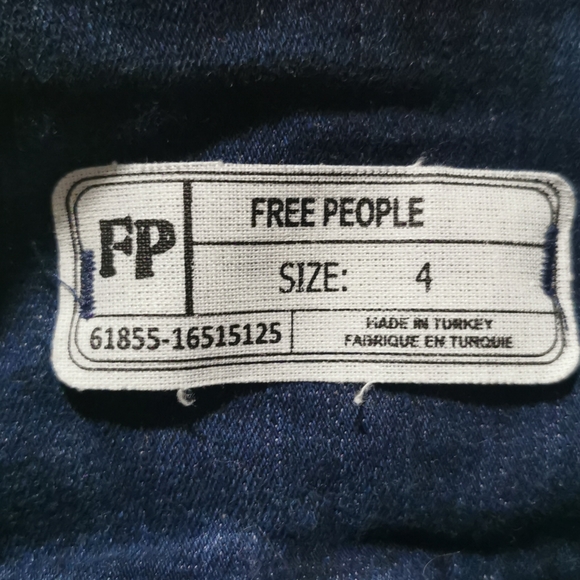 FP
FREE PEOPLE
SIZE: 4
61855-16515125
MADE IN TURKEY
FABRIQUE EN TURQUIE